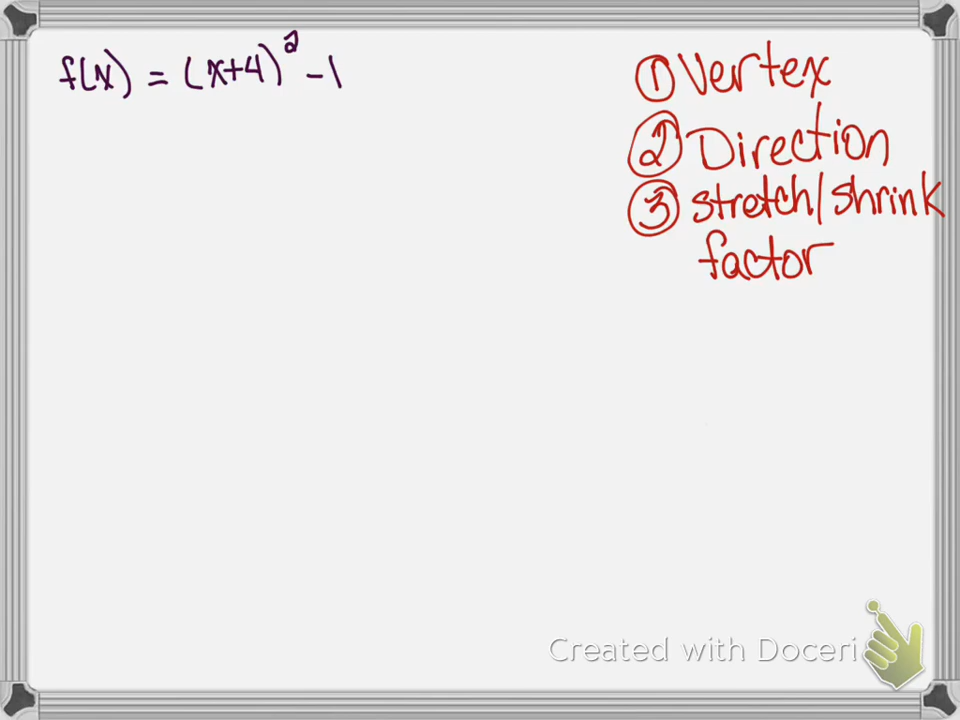 f(x) = (x+4)² -1
① Vertex
② Direction
③ stretch/shrink
factor
Created with Doceri